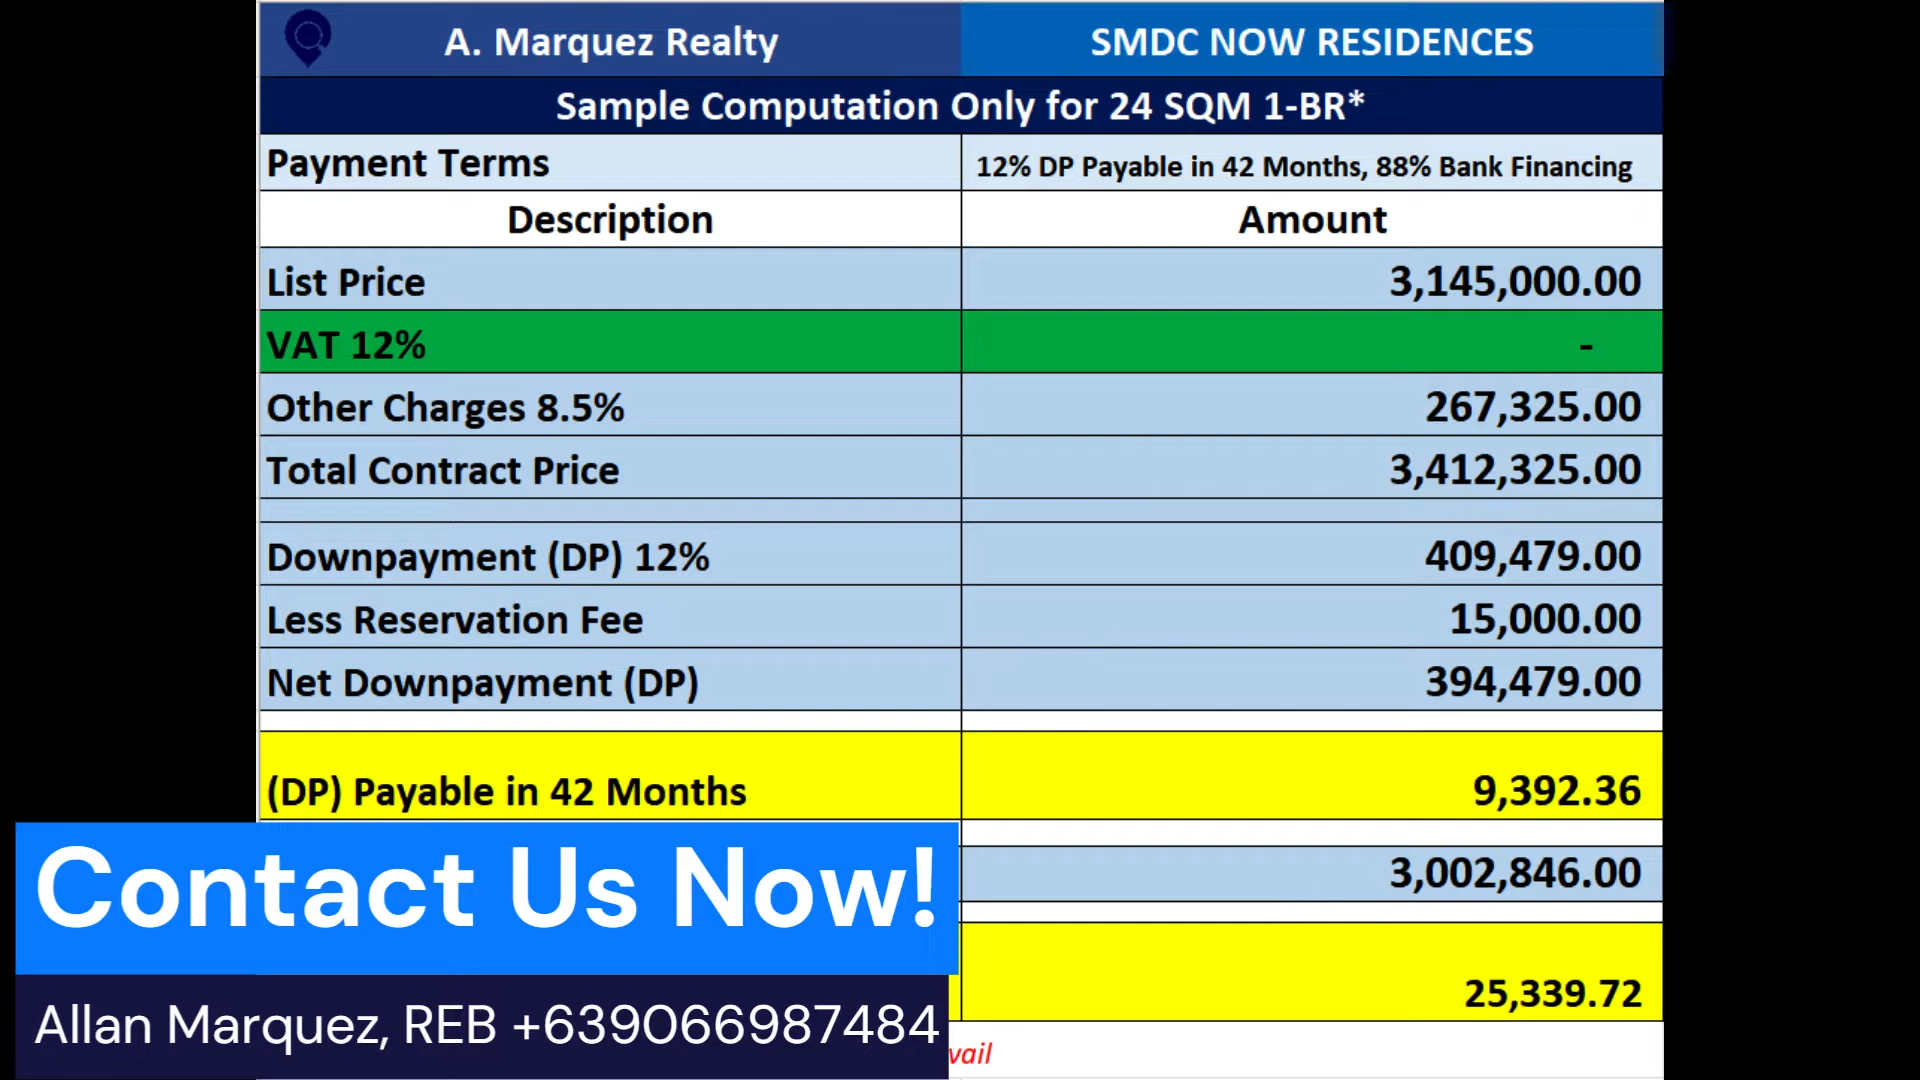 A. Marquez Realty SMDC NOW RESIDENCES
Sample Computation Only for 24 SQM 1-BR*
Payment Terms 12% DP Payable in 42 Months, 88% Bank Financing
Description Amount
List Price 3,145,000.00
VAT 12% -
Other Charges 8.5% 267,325.00
Total Contract Price 3,412,325.00
Downpayment (DP) 12% 409,479.00
Less Reservation Fee 15,000.00
Net Downpayment (DP) 394,479.00
(DP) Payable in 42 Months 9,392.36
3,002,846.00
Contact Us Now!
25,339.72
Allan Marquez, REB +639066987484
vail